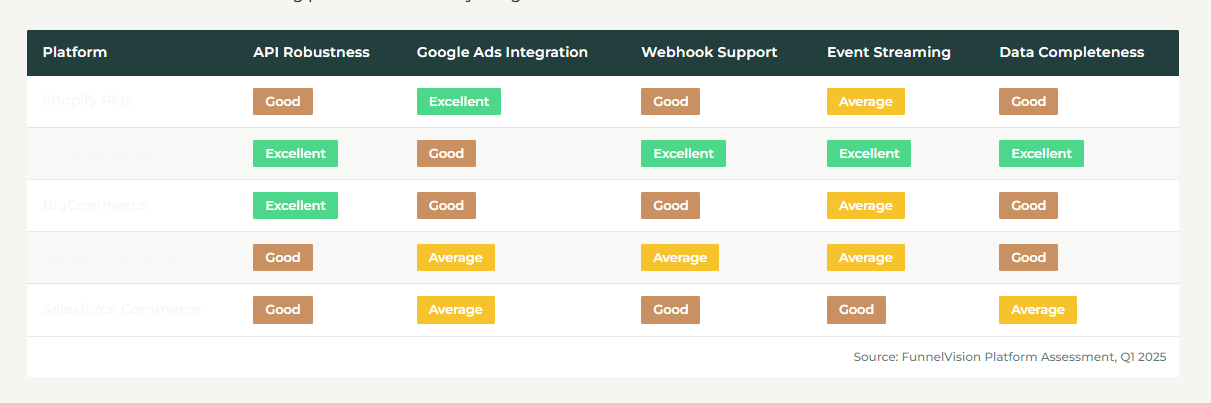 Platform API Robustness Google Ads Integration Webhook Support Event Streaming Data Completeness
Shopify Plus Good Excellent Good Average Good
Excellent Good Excellent Excellent Excellent
BigCommerce Excellent Good Good Average Good
Good Average Average Average Good
Salesforce Commerce Good Average Good Good Average
Source: FunnelVision Platform Assessment, Q1 2025